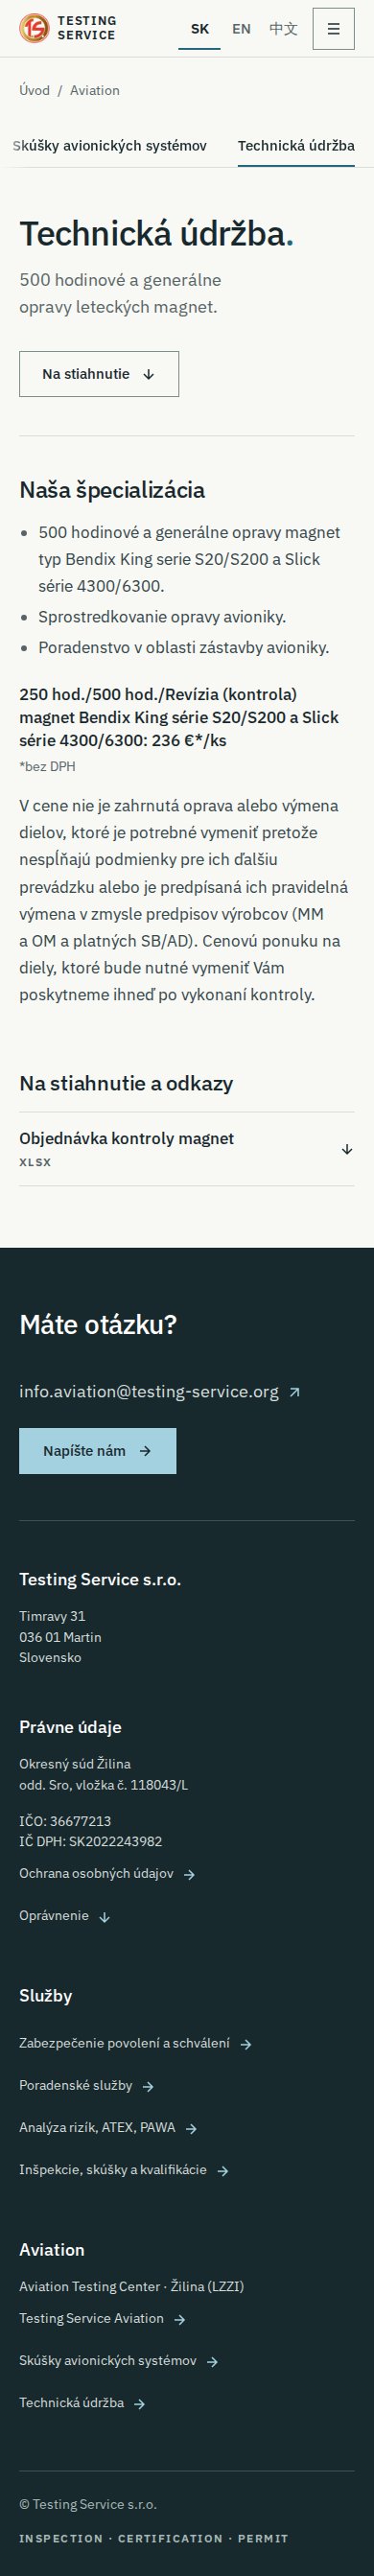 TESTING
SERVICE
SK EN 中文
Úvod / Aviation
Skúšky avionických systémov Technická údržba
Technická údržba.
500 hodinové a generálne
opravy leteckých magnet.
Na stiahnutie ↓
Naša špecializácia
• 500 hodinové a generálne opravy magnet
typ Bendix King serie S20/S200 a Slick
série 4300/6300.
• Sprostredkovanie opravy avioniky.
• Poradenstvo v oblasti zástavby avioniky.
250 hod./500 hod./Revízia (kontrola)
magnet Bendix King série S20/S200 a Slick
série 4300/6300: 236 €*/ks
*bez DPH
V cene nie je zahrnutá oprava alebo výmena
dielov, ktoré je potrebné vymeniť pretože
nespĺňajú podmienky pre ich ďalšiu
prevádzku alebo je predpísaná ich pravidelná
výmena v zmysle predpisov výrobcov (MM
a OM a platných SB/AD). Cenovú ponuku na
diely, ktoré bude nutné vymeniť Vám
poskytneme ihneď po vykonaní kontroly.
Na stiahnutie a odkazy
Objednávka kontroly magnet ↓
XLSX
Máte otázku?
info.aviation@testing-service.org ↗
Napíšte nám →
Testing Service s.r.o.
Timravy 31
036 01 Martin
Slovensko
Právne údaje
Okresný súd Žilina
odd. Sro, vložka č. 118043/L
IČO: 36677213
IČ DPH: SK2022243982
Ochrana osobných údajov →
Oprávnenie ↓
Služby
Zabezpečenie povolení a schválení →
Poradenské služby →
Analýza rizík, ATEX, PAWA →
Inšpekcie, skúšky a kvalifikácie →
Aviation
Aviation Testing Center · Žilina (LZZI)
Testing Service Aviation →
Skúšky avionických systémov →
Technická údržba →
© Testing Service s.r.o.
INSPECTION · CERTIFICATION · PERMIT